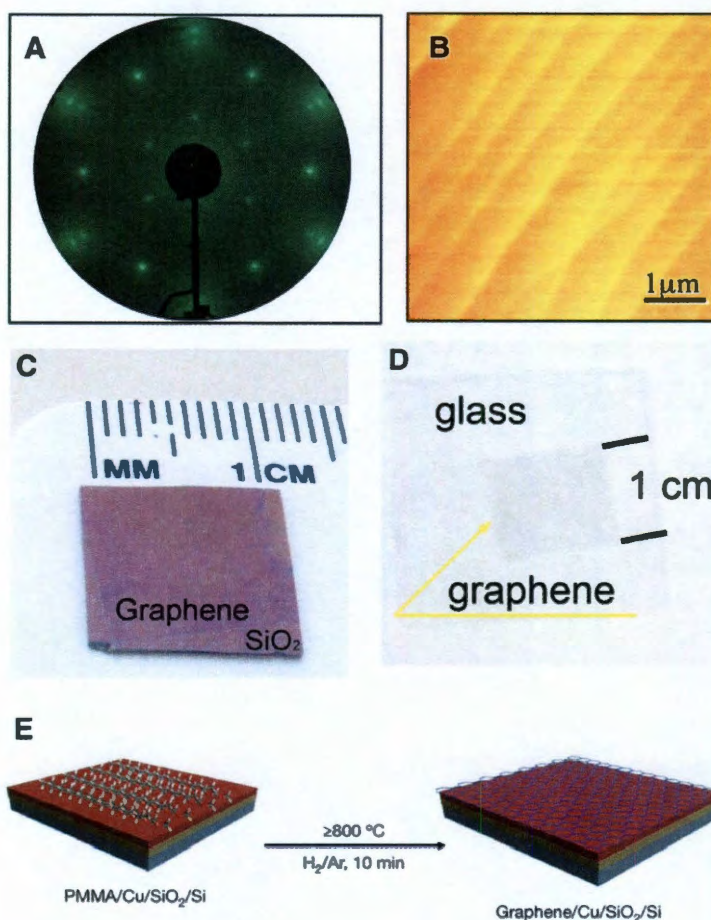 A
B
1μm
C
MM 1 CM
Graphene
SiO₂
D
glass
1 cm
graphene
E
≥800 ºC
H₂/Ar, 10 min
PMMA/Cu/SiO₂/Si
Graphene/Cu/SiO₂/Si